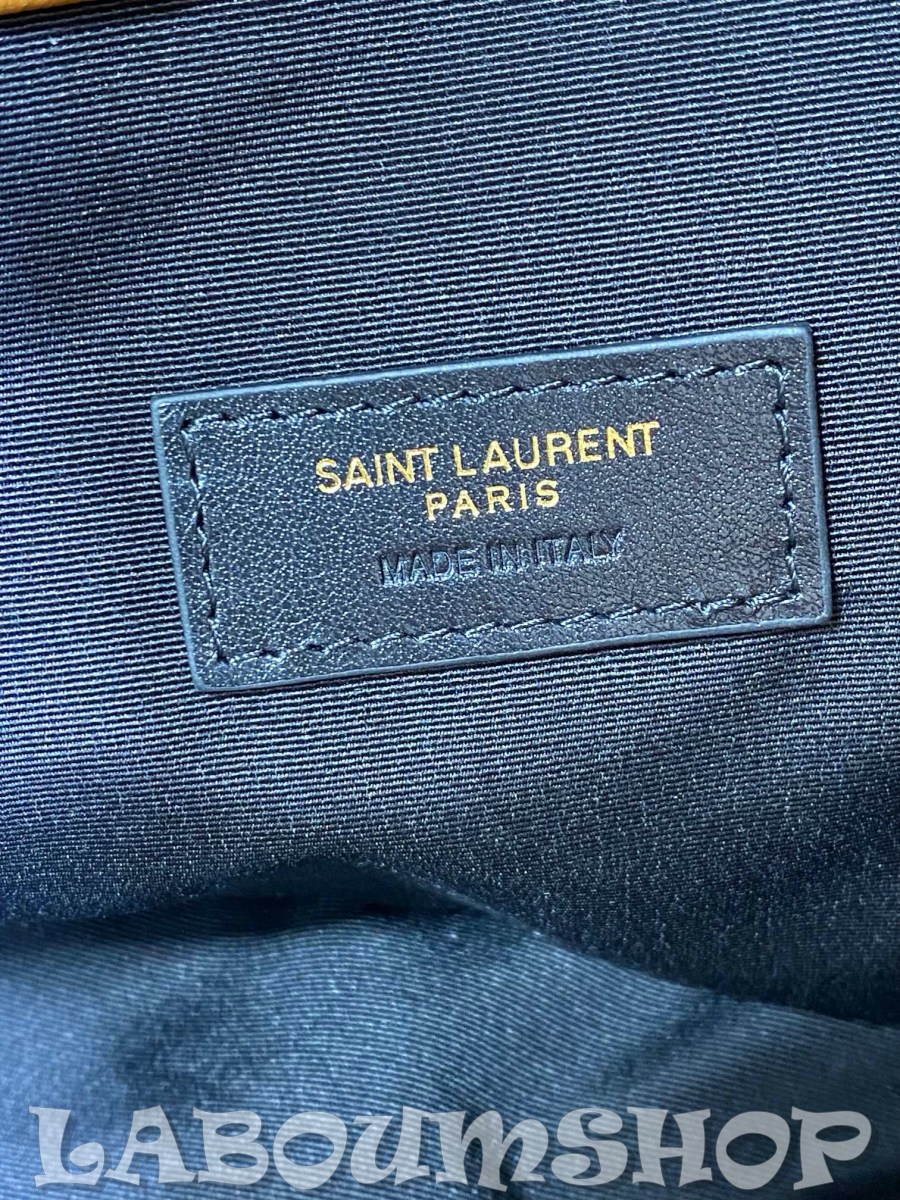 SAINT LAURENT
PARIS
MADE IN ITALY
LABOUMSHOP